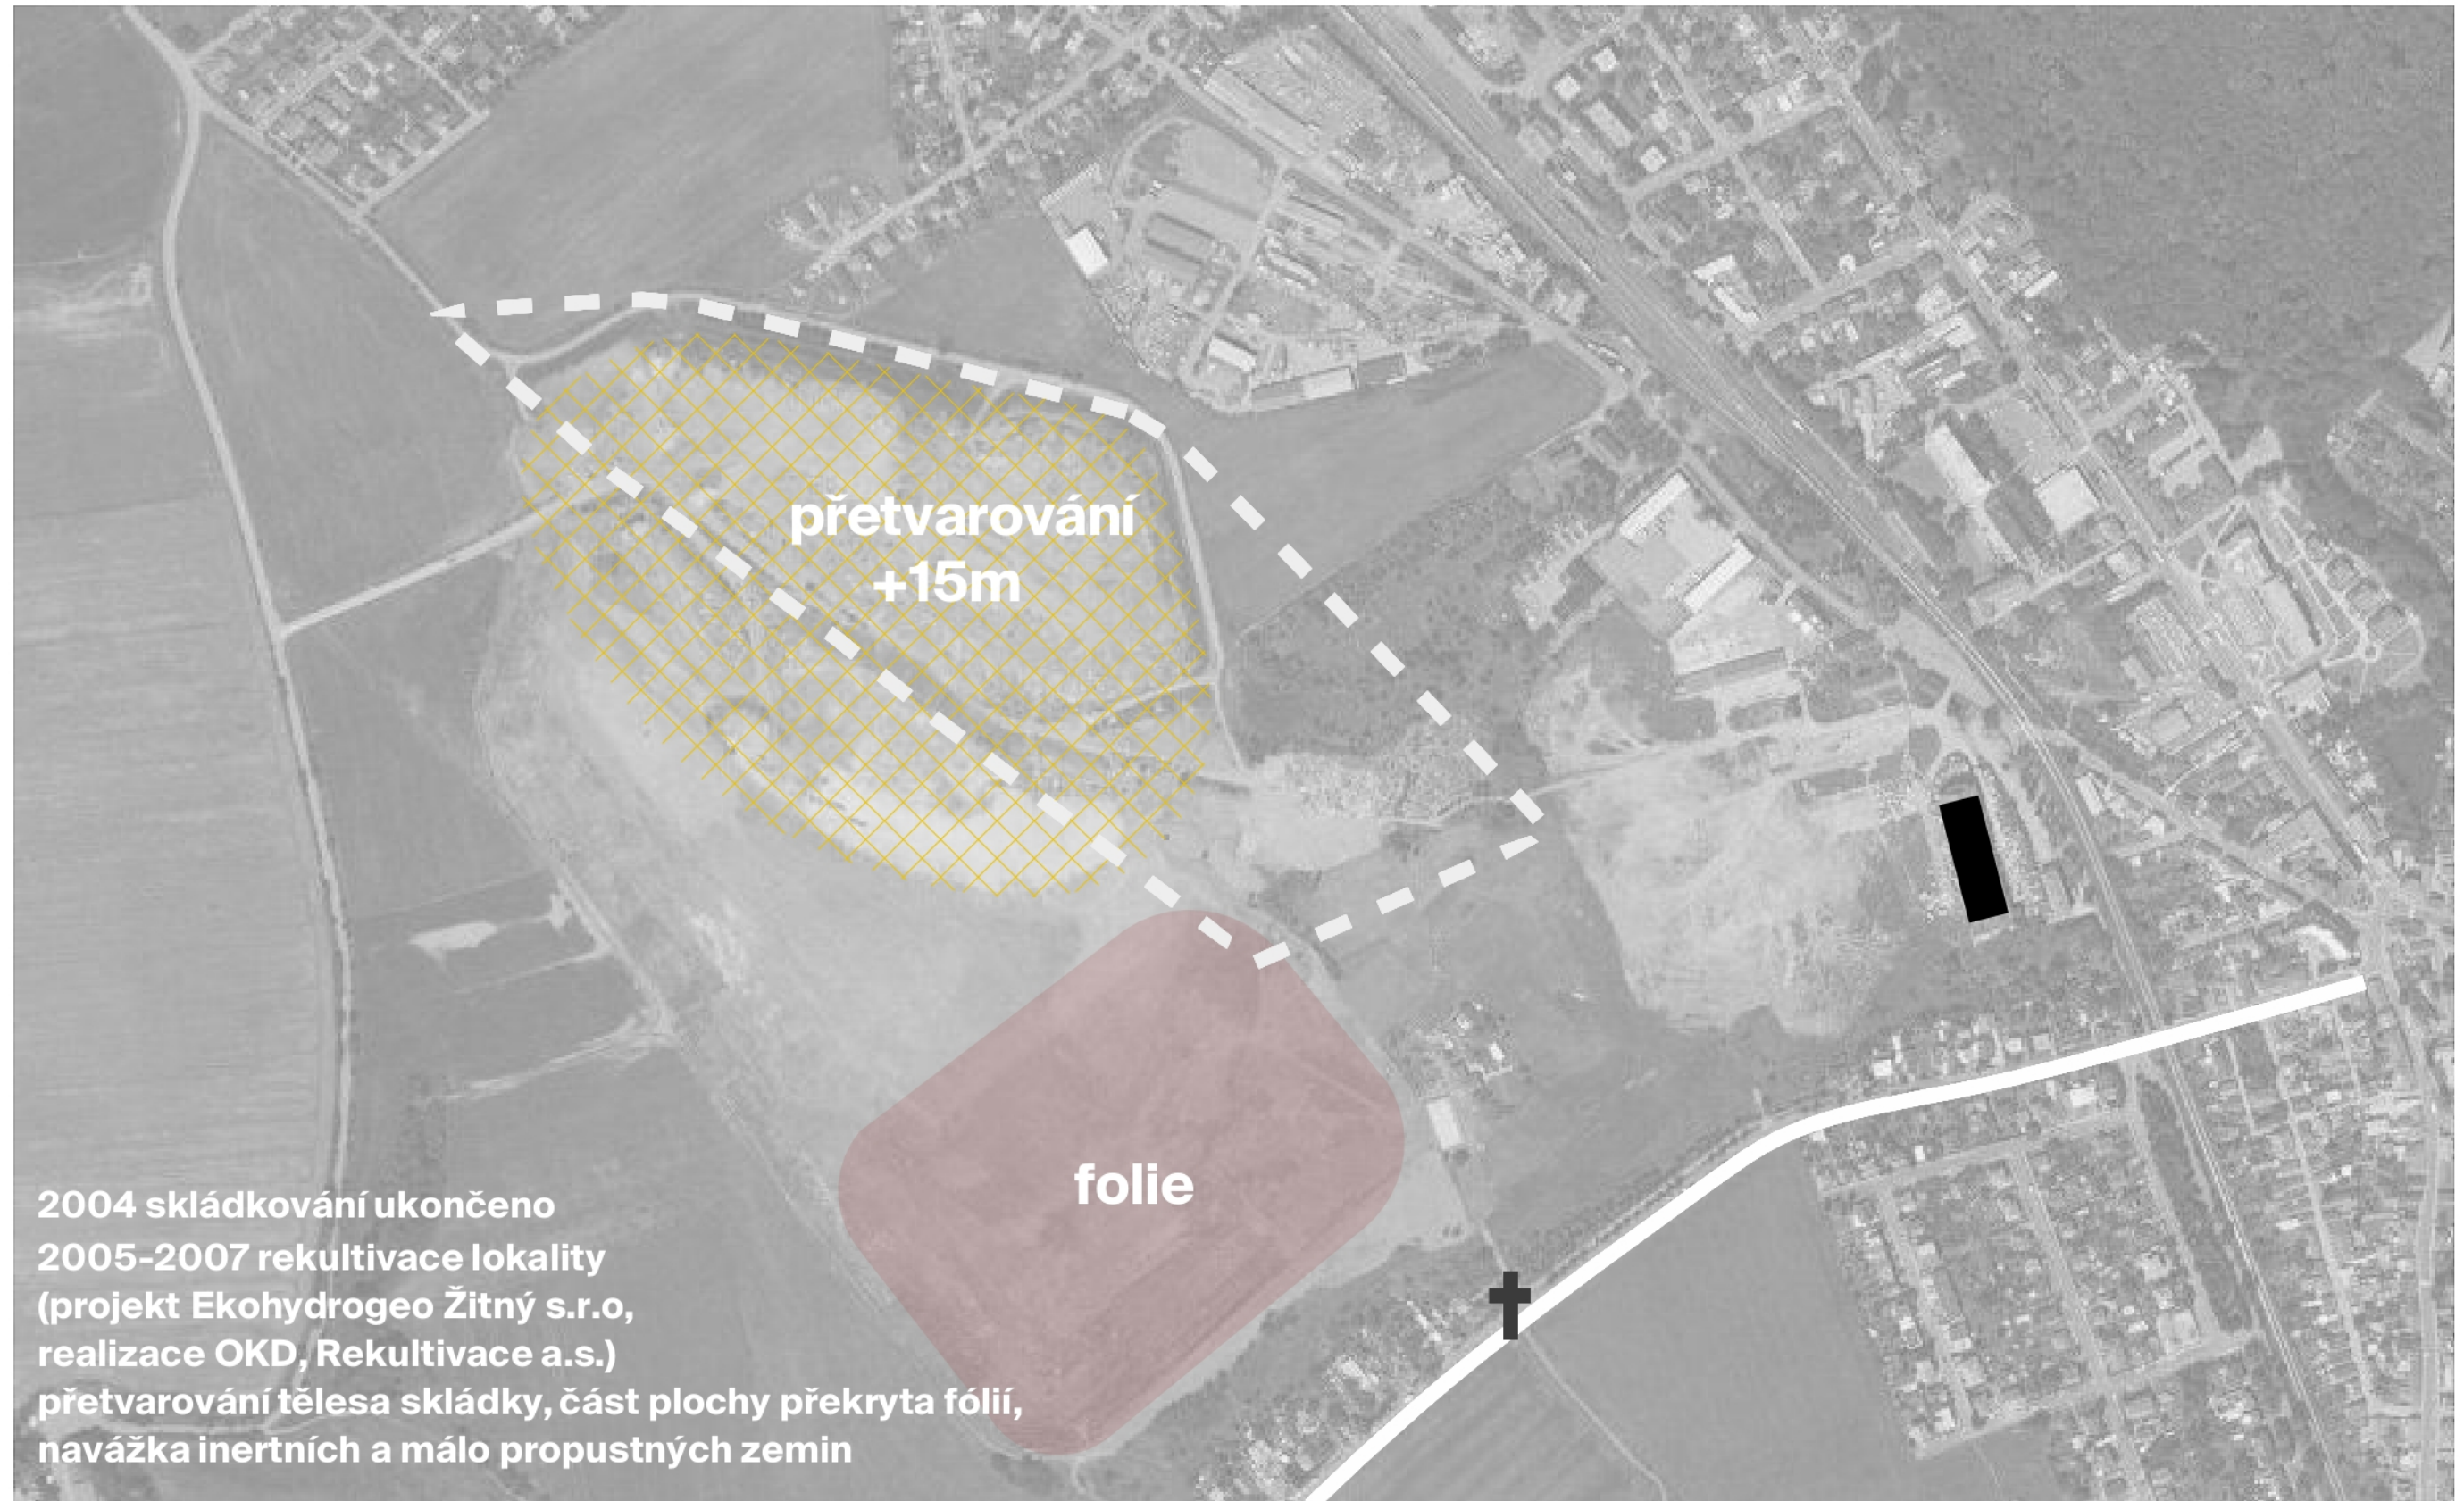 přetvarování
+15m
folie
2004 skládkování ukončeno
2005-2007 rekultivace lokality
(projekt Ekohydrogeo Žitný s.r.o,
realizace OKD, Rekultivace a.s.)
přetvarování tělesa skládky, část plochy překryta fólií,
navážka inertních a málo propustných zemin